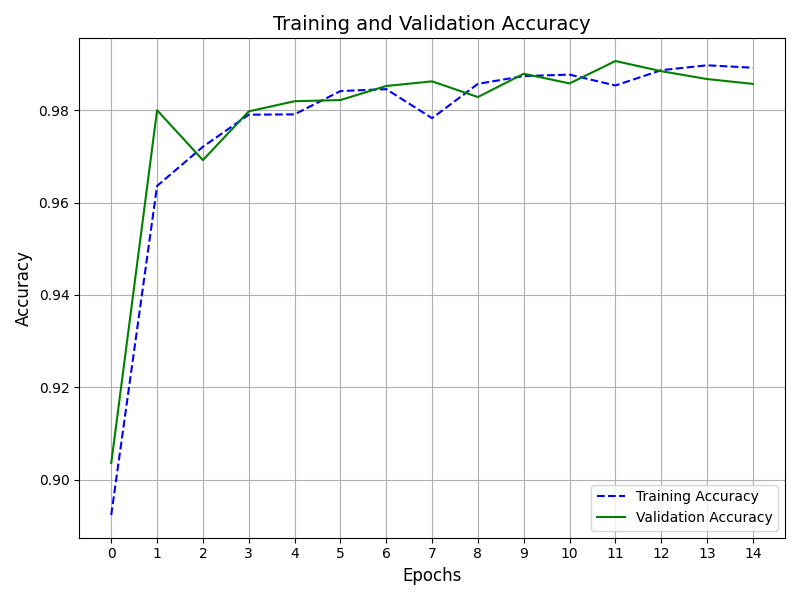 Training and Validation Accuracy
Accuracy
0.98
0.96
0.94
0.92
0.90
Training Accuracy
Validation Accuracy
0 1 2 3 4 5 6 7 8 9 10 11 12 13 14
Epochs